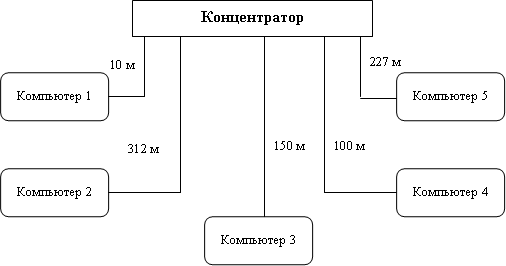 Концентратор
10 м
227 м
Компьютер 1
Компьютер 5
312 м
150 м
100 м
Компьютер 2
Компьютер 4
Компьютер 3